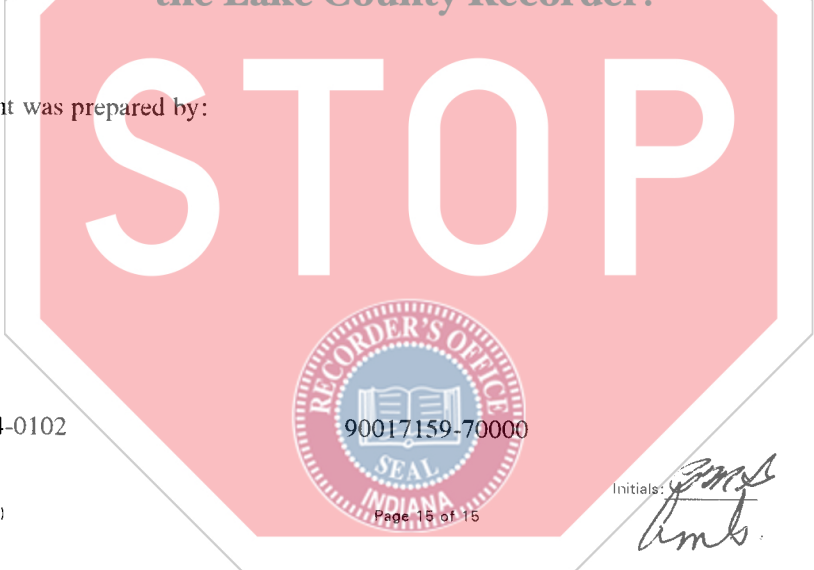 the Lake County Recorder!
STOP
nt was prepared by:
RECORDER'S OFFICE
SEAL
INDIANA
4-0102
90017159-70000
Initials:
)
Page 15 of 15